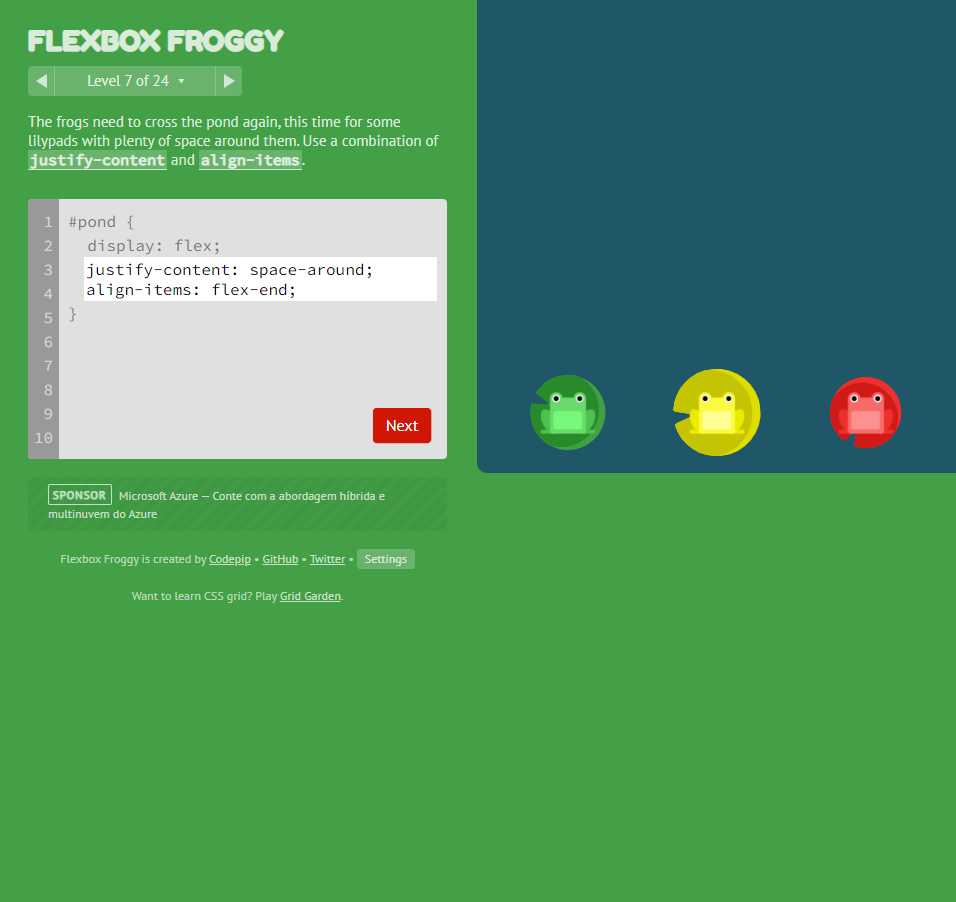 FLEXBOX FROGGY
Level 7 of 24
The frogs need to cross the pond again, this time for some
lilypads with plenty of space around them. Use a combination of
justify-content and align-items.
1 #pond {
2 display: flex;
3 justify-content: space-around;
4 align-items: flex-end;
5 }
6
7
8
9
10
Next
SPONSOR Microsoft Azure — Conte com a abordagem híbrida e
multinuvem do Azure
Flexbox Froggy is created by Codepip • GitHub • Twitter • Settings
Want to learn CSS grid? Play Grid Garden.